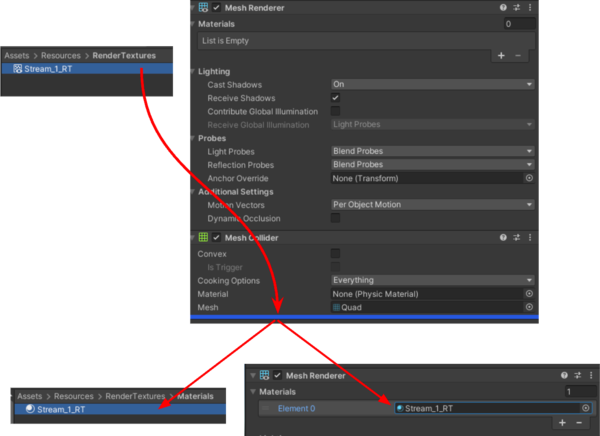 Mesh Renderer
Materials
0
List is Empty
Assets > Resources > RenderTextures
Stream_1_RT
Lighting
Cast Shadows
On
Receive Shadows
Contribute Global Illumination
Receive Global Illumination
Light Probes
Probes
Light Probes
Blend Probes
Reflection Probes
Blend Probes
Anchor Override
None (Transform)
Additional Settings
Motion Vectors
Per Object Motion
Dynamic Occlusion
Mesh Collider
Convex
Is Trigger
Cooking Options
Everything
Material
None (Physic Material)
Mesh
Quad
Assets > Resources > RenderTextures > Materials
Stream_1_RT
Mesh Renderer
Materials
1
Element 0
Stream_1_RT